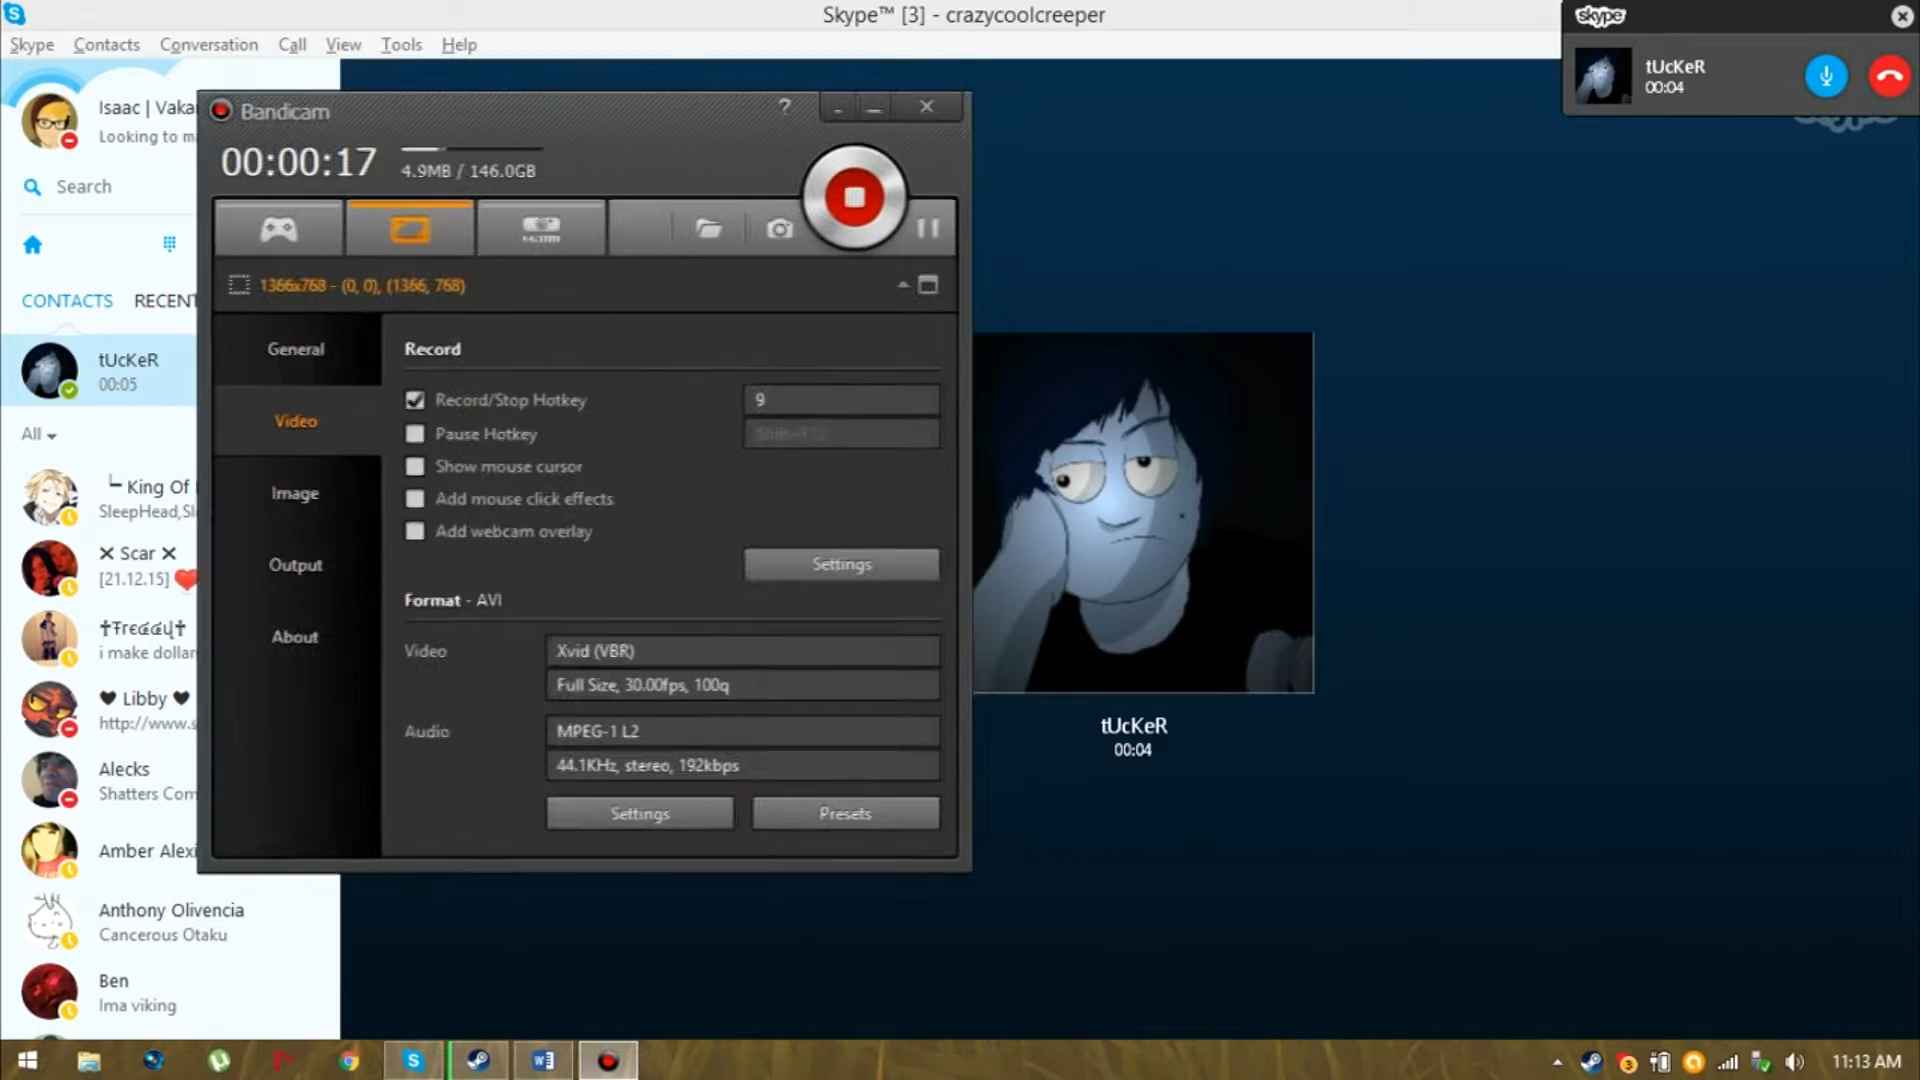 Skype™ [3] - crazycoolcreeper
Skype Contacts Conversation Call View Tools Help
skype
tUcKeR
00:04
Isaac | Vaka
Looking to m
Search
CONTACTS RECENT
tUcKeR
00:05
All
King Of
SleepHead,Sl
✕ Scar ✕
[21.12.15]
i make dollar
♥ Libby ♥
http://www.s
Alecks
Shatters Com
Amber Alexi
Anthony Olivencia
Cancerous Otaku
Ben
Ima viking
Bandicam
?
00:00:17
4.9MB / 146.0GB
1366x768 - (0, 0), (1366, 768)
General
Video
Image
Output
About
Record
Record/Stop Hotkey 9
Pause Hotkey Shift+F12
Show mouse cursor
Add mouse click effects
Add webcam overlay
Settings
Format - AVI
Video Xvid (VBR)
Full Size, 30.00fps, 100q
Audio MPEG-1 L2
44.1KHz, stereo, 192kbps
Settings Presets
tUcKeR
00:04
11:13 AM